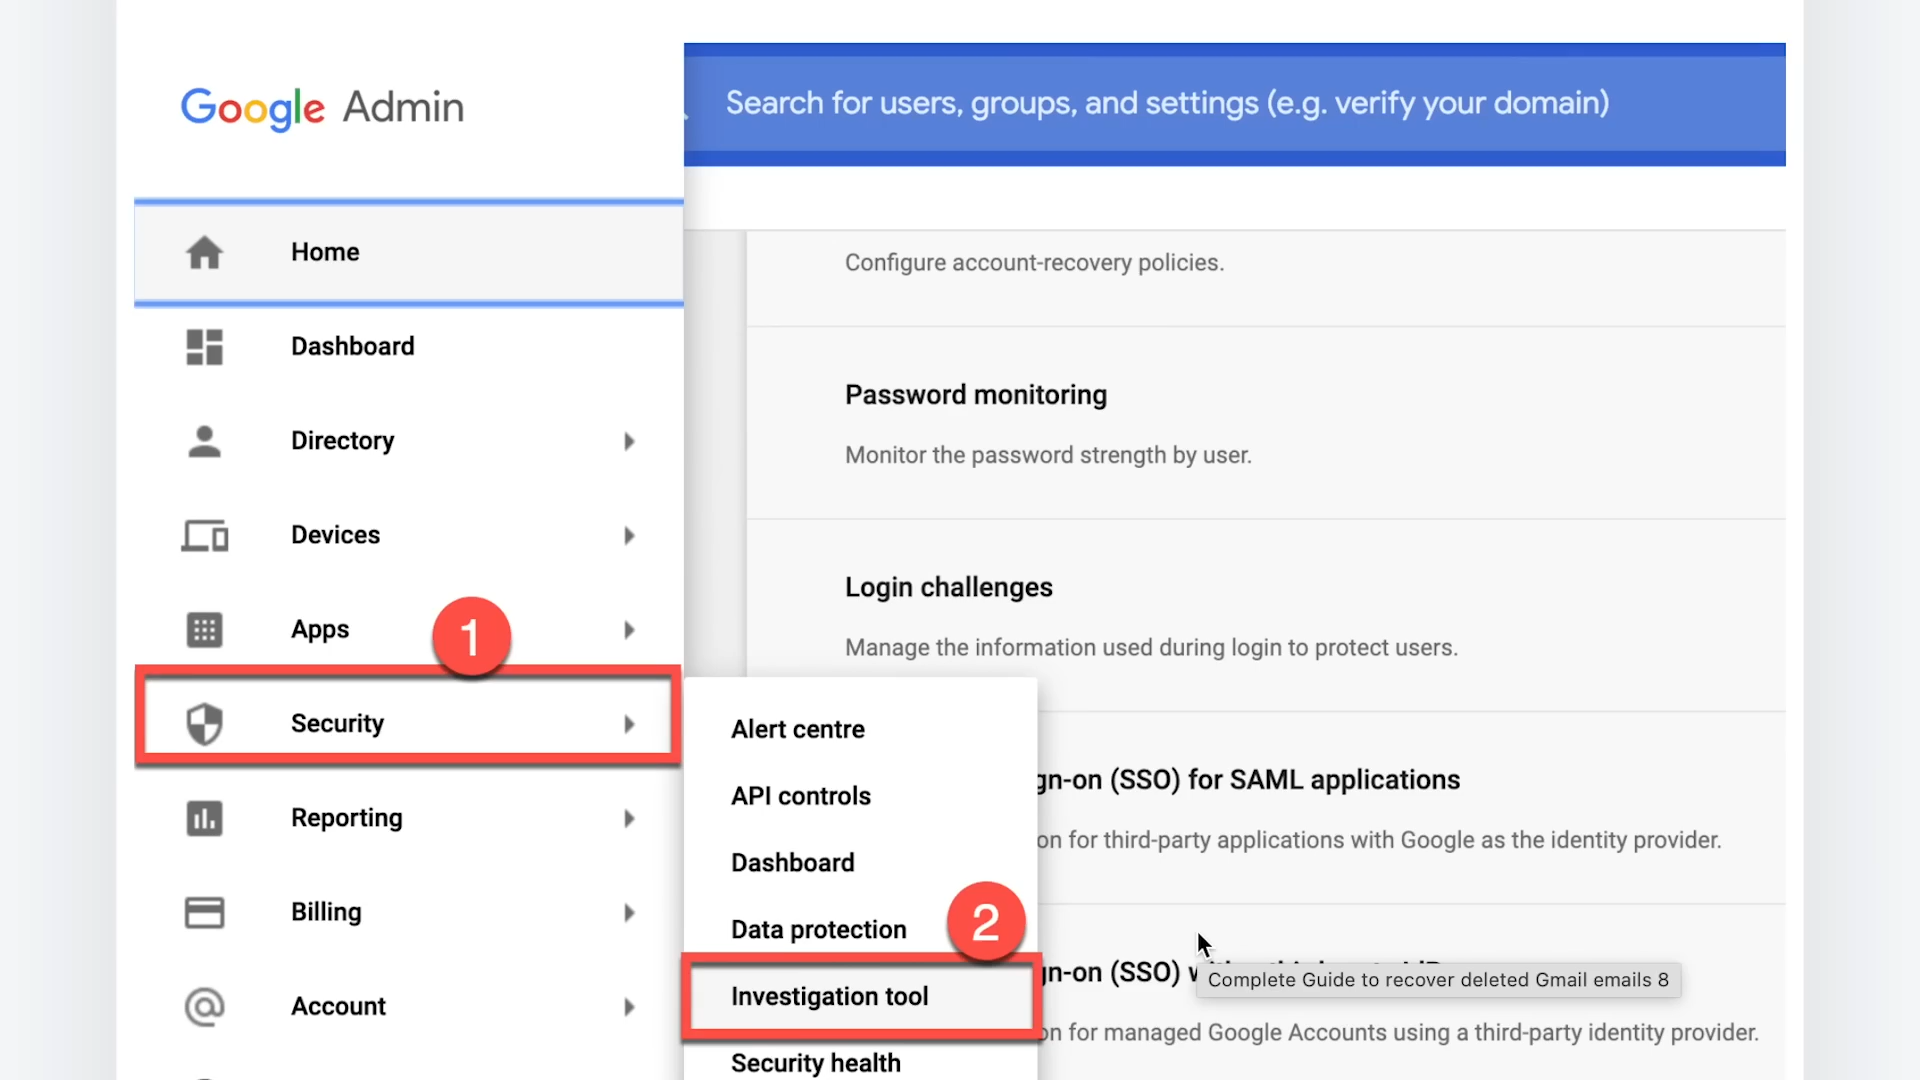 Google Admin
Search for users, groups, and settings (e.g. verify your domain)
Home
Dashboard
Directory
Devices
Apps
1
Security
Reporting
Billing
Account
Configure account-recovery policies.
Password monitoring
Monitor the password strength by user.
Login challenges
Manage the information used during login to protect users.
Alert centre
API controls
Dashboard
Data protection
2
Investigation tool
Security health
gn-on (SSO) for SAML applications
on for third-party applications with Google as the identity provider.
gn-on (SSO)
Complete Guide to recover deleted Gmail emails 8
on for managed Google Accounts using a third-party identity provider.